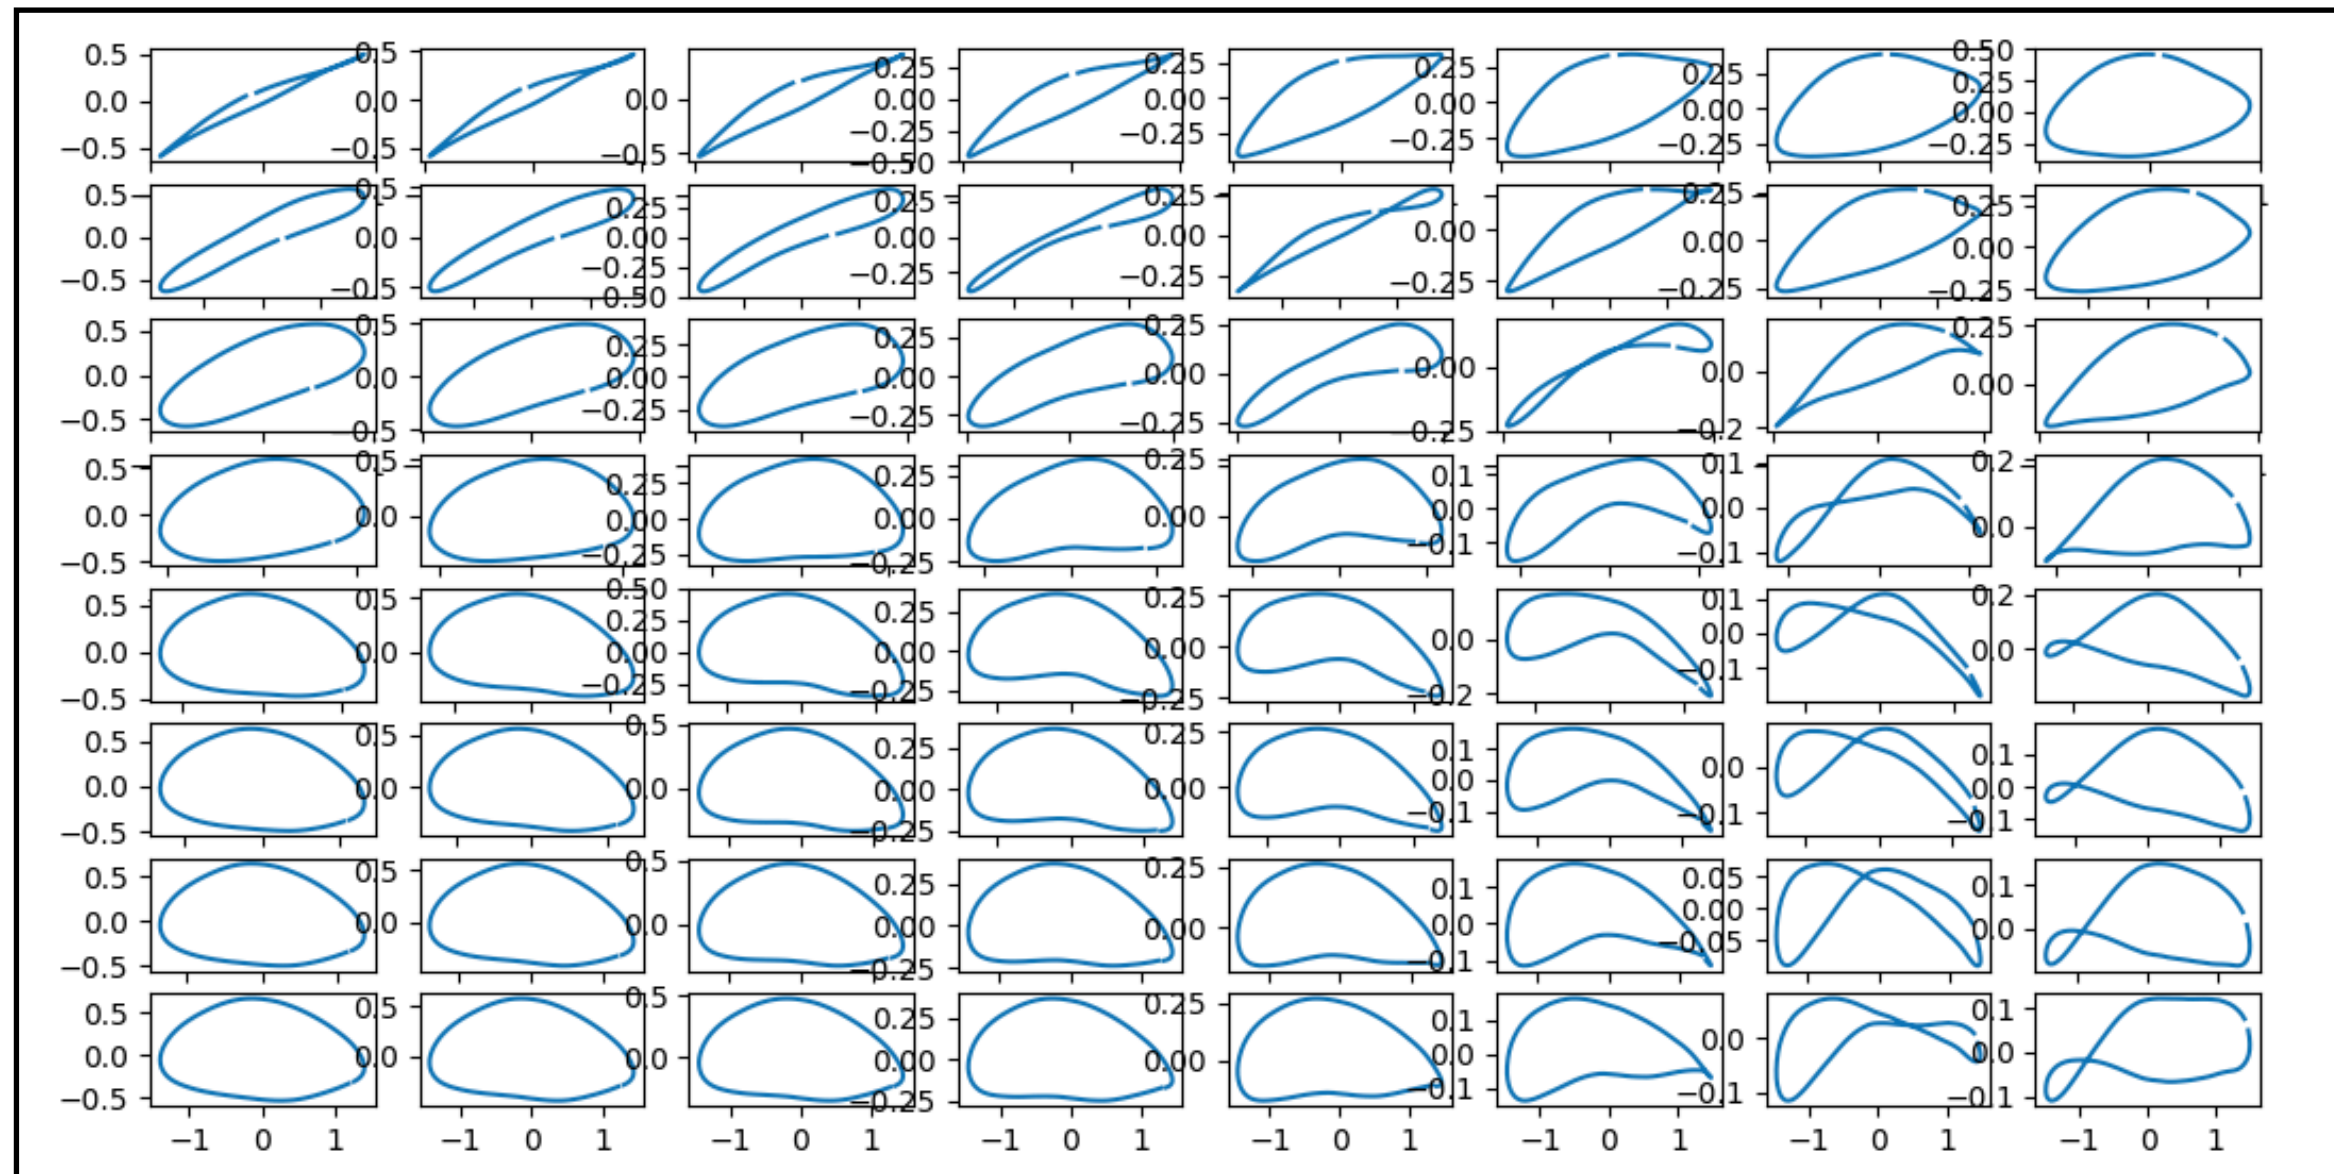 0.5 0.5 0.25 0.25 0.25 0.25 0.50
0.0 0.0 0.00 0.00 0.00 0.25 0.00
−0.5 −0.5 −0.5 −0.25 −0.25 −0.25 −0.25 −0.25
−0.50
0.5 0.5 0.25 0.25 0.25 0.25 0.25
0.0 0.00 0.00 0.00 0.00 0.00
−0.5 −0.5 −0.25 −0.25 −0.25 −0.25 −0.25
−0.50
0.5 0.5 0.25 0.25 0.25 0.25
0.0 0.0 0.00 0.00 0.00 0.0 0.00
−0.5 0.5 −0.25 −0.25 −0.25 0.25 −0.2
0.5 0.5 0.25 0.25 0.25 0.1 0.1 0.2
0.0 0.0 0.00 0.00 0.00 0.0 0.0 0.0
−0.5 −0.25 −0.25 −0.1 −0.1
0.5 0.5 0.50 0.25 0.25 0.1 0.2
0.0 0.0 0.25 0.00 0.00 0.0 0.0 0.0
−0.5 −0.25 −0.25 −0.25 −0.2 −0.1
0.5 0.5 0.5 0.25 0.25 0.1 0.1
0.0 0.0 0.00 0.00 0.0 0.0 0.0
−0.5 −0.25 −0.1 −0.1 −0.1
0.5 0.5 0.5 0.25 0.25 0.1 0.05 0.1
0.0 0.0 0.0 0.00 0.00 0.0 0.00 0.0
−0.5 −0.25 −0.25 −0.1 −0.05
0.5 0.5 0.5 0.25 0.25 0.1 0.1
0.0 0.0 0.0 0.00 0.00 0.0 0.0 0.0
−0.5 −0.25 −0.1 −0.1 −0.1
−1 0 1 −1 0 1 −1 0 1 −1 0 1 −1 0 1 −1 0 1 −1 0 1 −1 0 1